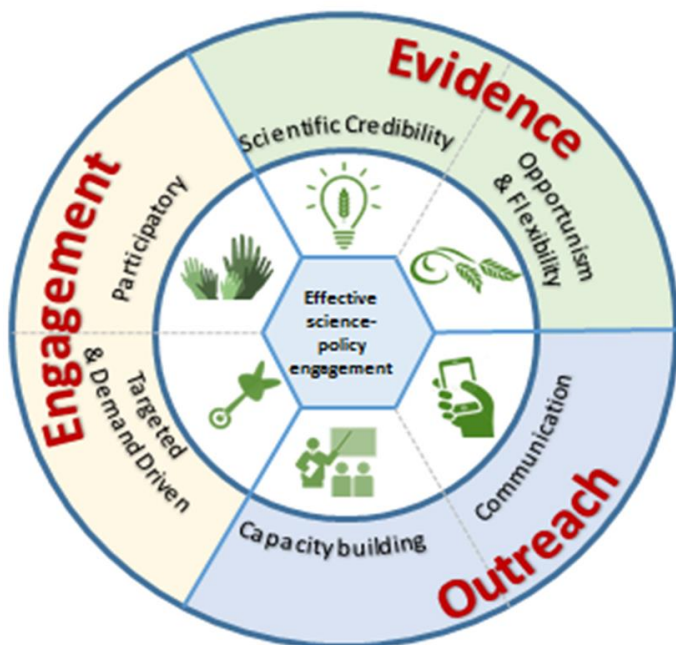 Evidence
Scientific Credibility
Opportunism
& Flexibility
Engagement
Participatory
Targeted
& Demand Driven
Effective
science-
policy
engagement
Outreach
Communication
Capacity building